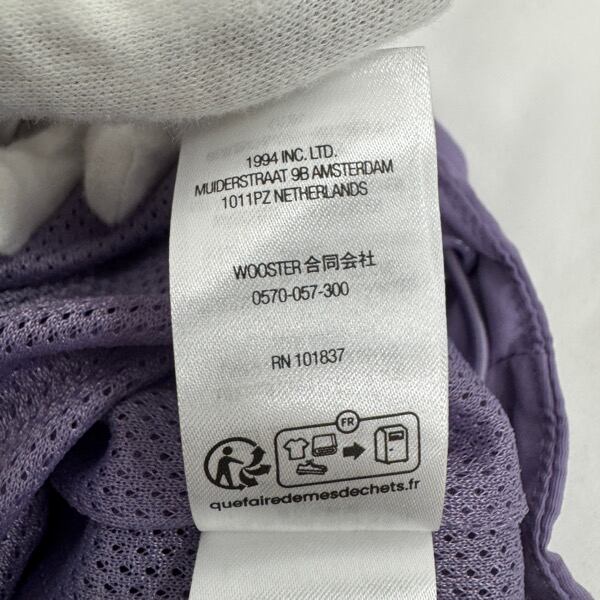 1994 INC. LTD.
MUIDERSTRAAT 9B AMSTERDAM
1011PZ NETHERLANDS
WOOSTER 合同会社
0570-057-300
RN 101837
FR
quefairedemesdechets.fr